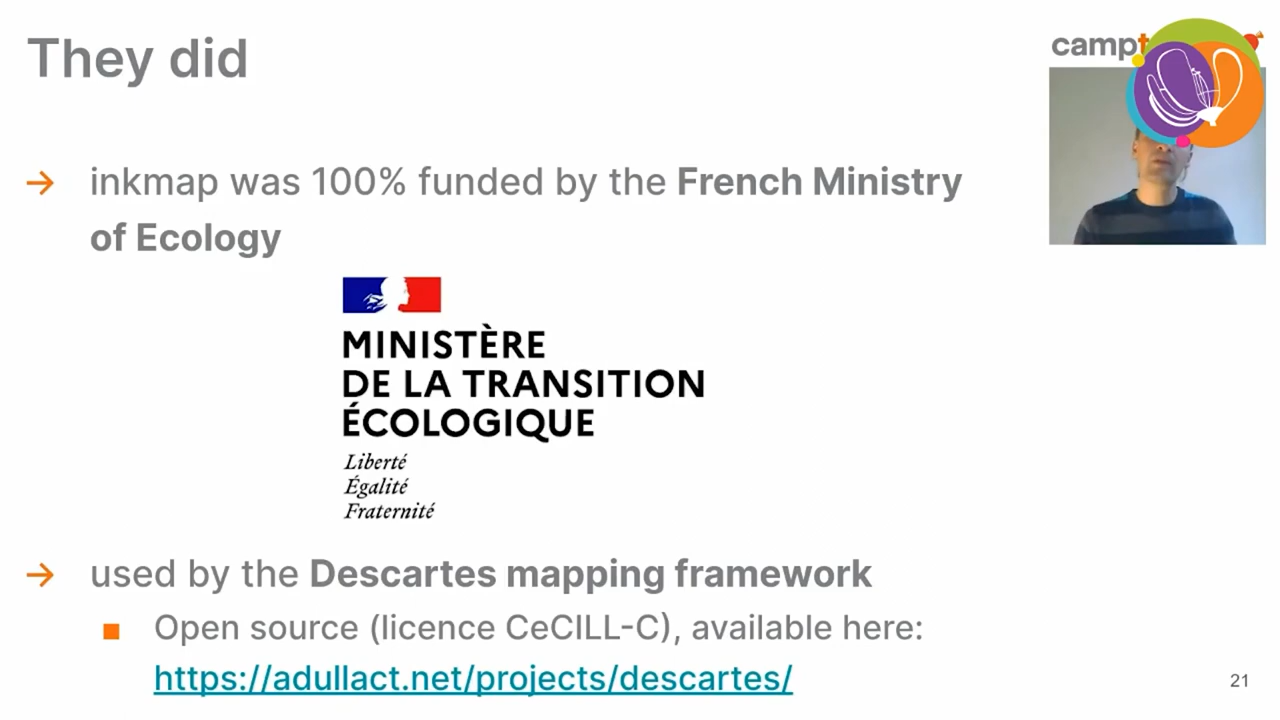 They did
camp
→ inkmap was 100% funded by the French Ministry
of Ecology
MINISTÈRE
DE LA TRANSITION
ÉCOLOGIQUE
Liberté
Égalité
Fraternité
→ used by the Descartes mapping framework
■ Open source (licence CeCILL-C), available here:
https://adullact.net/projects/descartes/
21